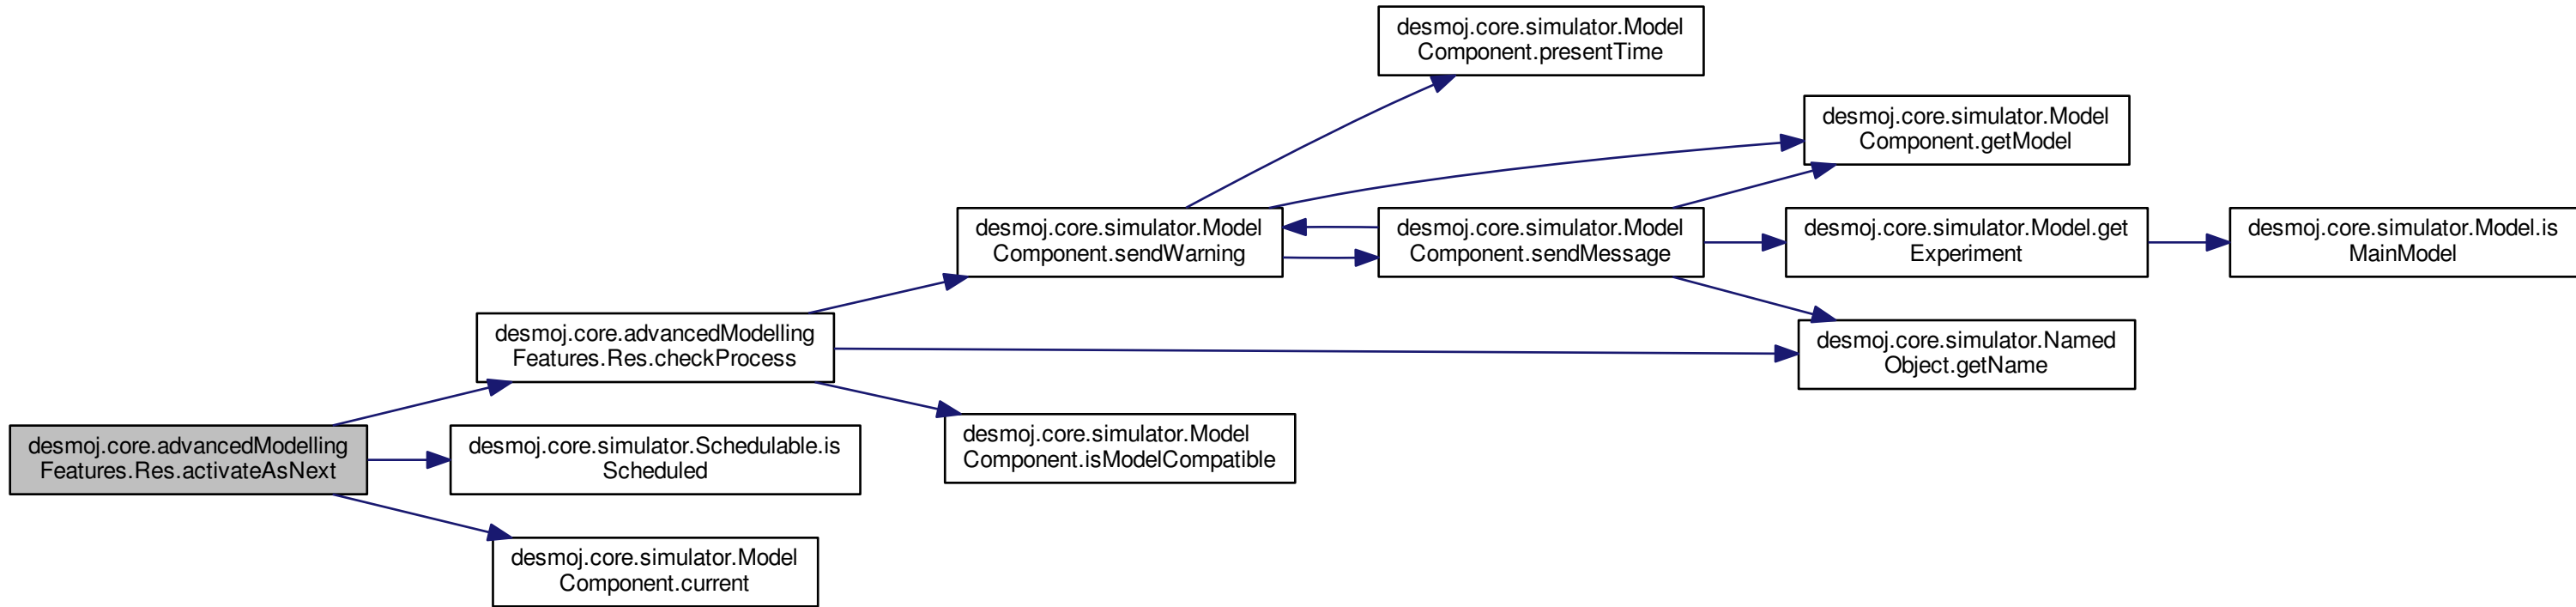 desmoj.core.simulator.Model
Component.presentTime
desmoj.core.simulator.Model
Component.getModel
desmoj.core.simulator.Model
Component.sendWarning
desmoj.core.simulator.Model
Component.sendMessage
desmoj.core.simulator.Model.get
Experiment
desmoj.core.simulator.Model.is
MainModel
desmoj.core.advancedModelling
Features.Res.checkProcess
desmoj.core.simulator.Named
Object.getName
desmoj.core.advancedModelling
Features.Res.activateAsNext
desmoj.core.simulator.Schedulable.is
Scheduled
desmoj.core.simulator.Model
Component.isModelCompatible
desmoj.core.simulator.Model
Component.current